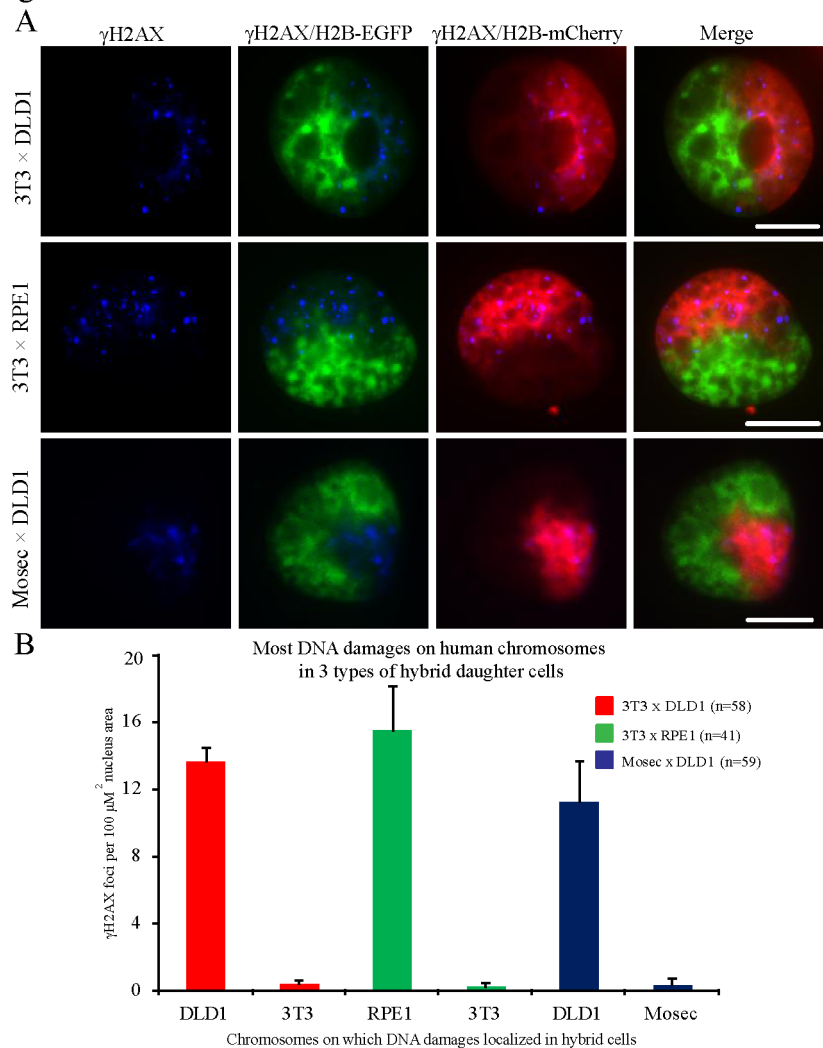 A
γH2AX
γH2AX/H2B-EGFP
γH2AX/H2B-mCherry
Merge
3T3 × DLD1
3T3 × RPE1
Mosec × DLD1
B
Most DNA damages on human chromosomes
in 3 types of hybrid daughter cells
3T3 x DLD1 (n=58)
3T3 x RPE1 (n=41)
Mosec x DLD1 (n=59)
γH2AX foci per 100 µM² nucleus area
20
16
12
8
4
0
DLD1
3T3
RPE1
3T3
DLD1
Mosec
Chromosomes on which DNA damages localized in hybrid cells